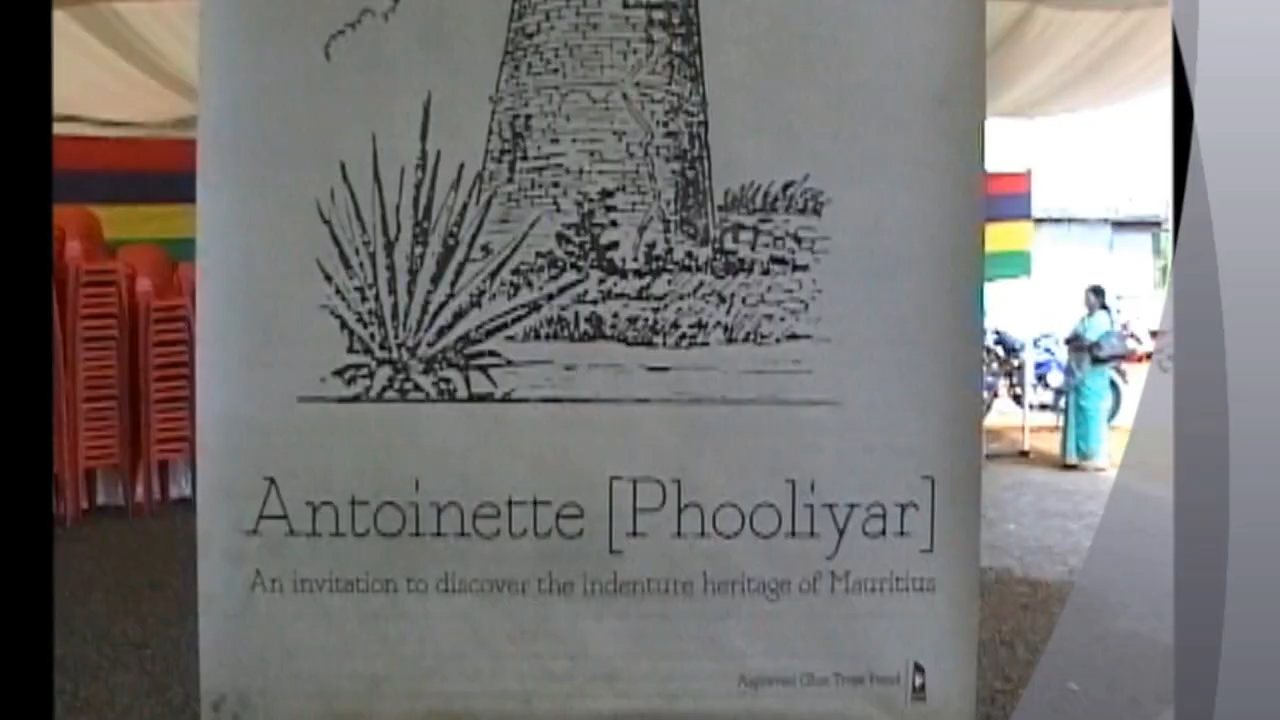 Antoinette [Phooliyar]
An invitation to discover the indenture heritage of Mauritius
Aapravasi Ghat Trust Fund